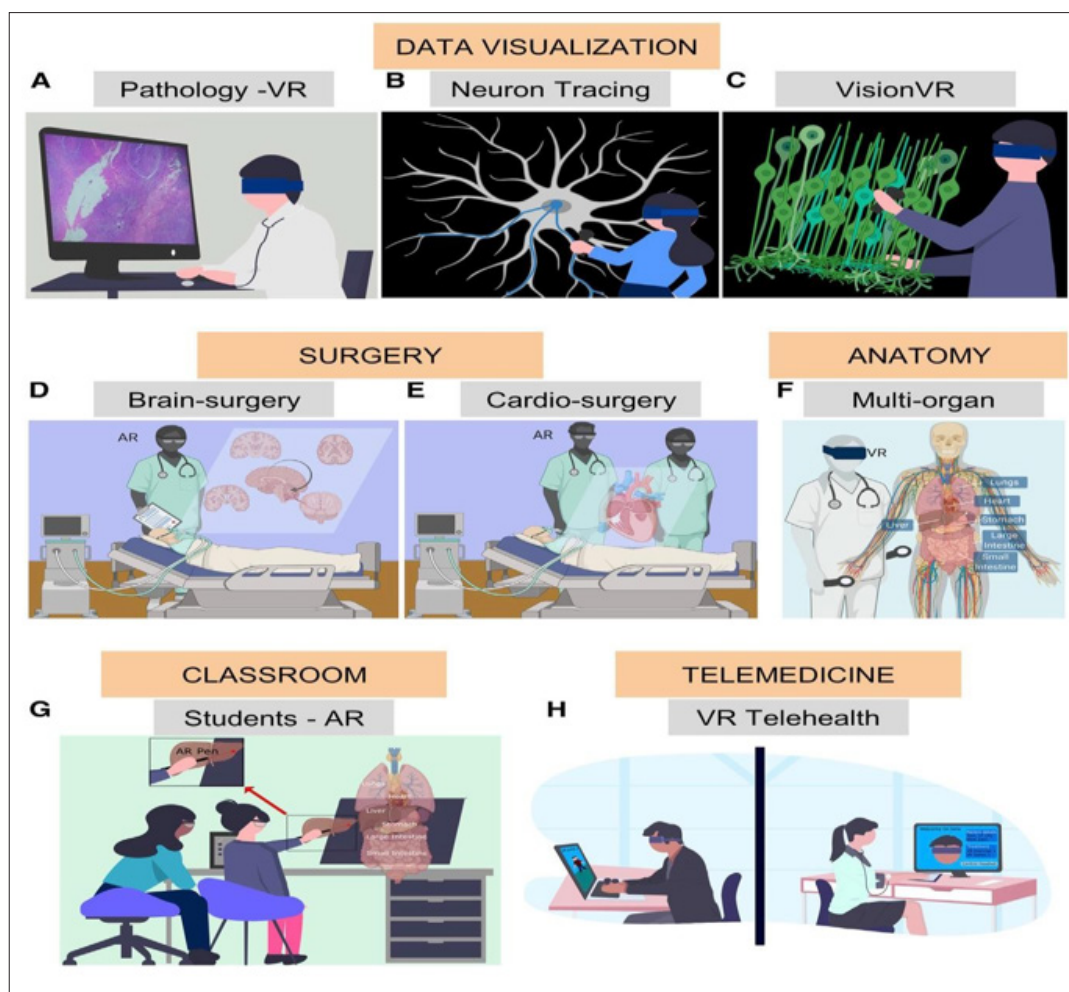 DATA VISUALIZATION
A
Pathology -VR
B
Neuron Tracing
C
VisionVR
SURGERY
ANATOMY
D
Brain-surgery
E
Cardio-surgery
F
Multi-organ
AR
AR
VR
Lungs
Heart
Liver
Stomach
Large
Intestine
Small
Intestine
CLASSROOM
TELEMEDICINE
G
Students - AR
H
VR Telehealth
AR Pen
Lungs
Heart
Liver
Stomach
Large Intestine
Small Intestine